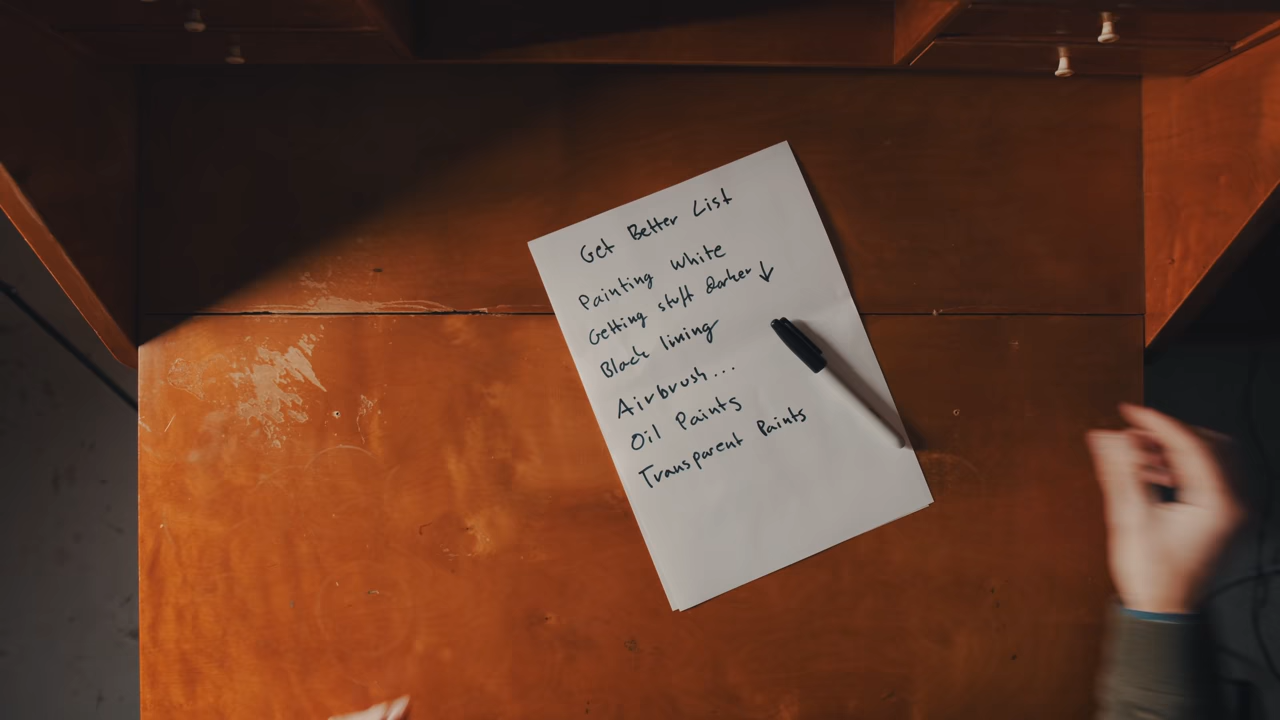 Get Better List
Painting White
Getting stuff Darker ↓
Black lining
Airbrush...
Oil Paints
Transparent Paints